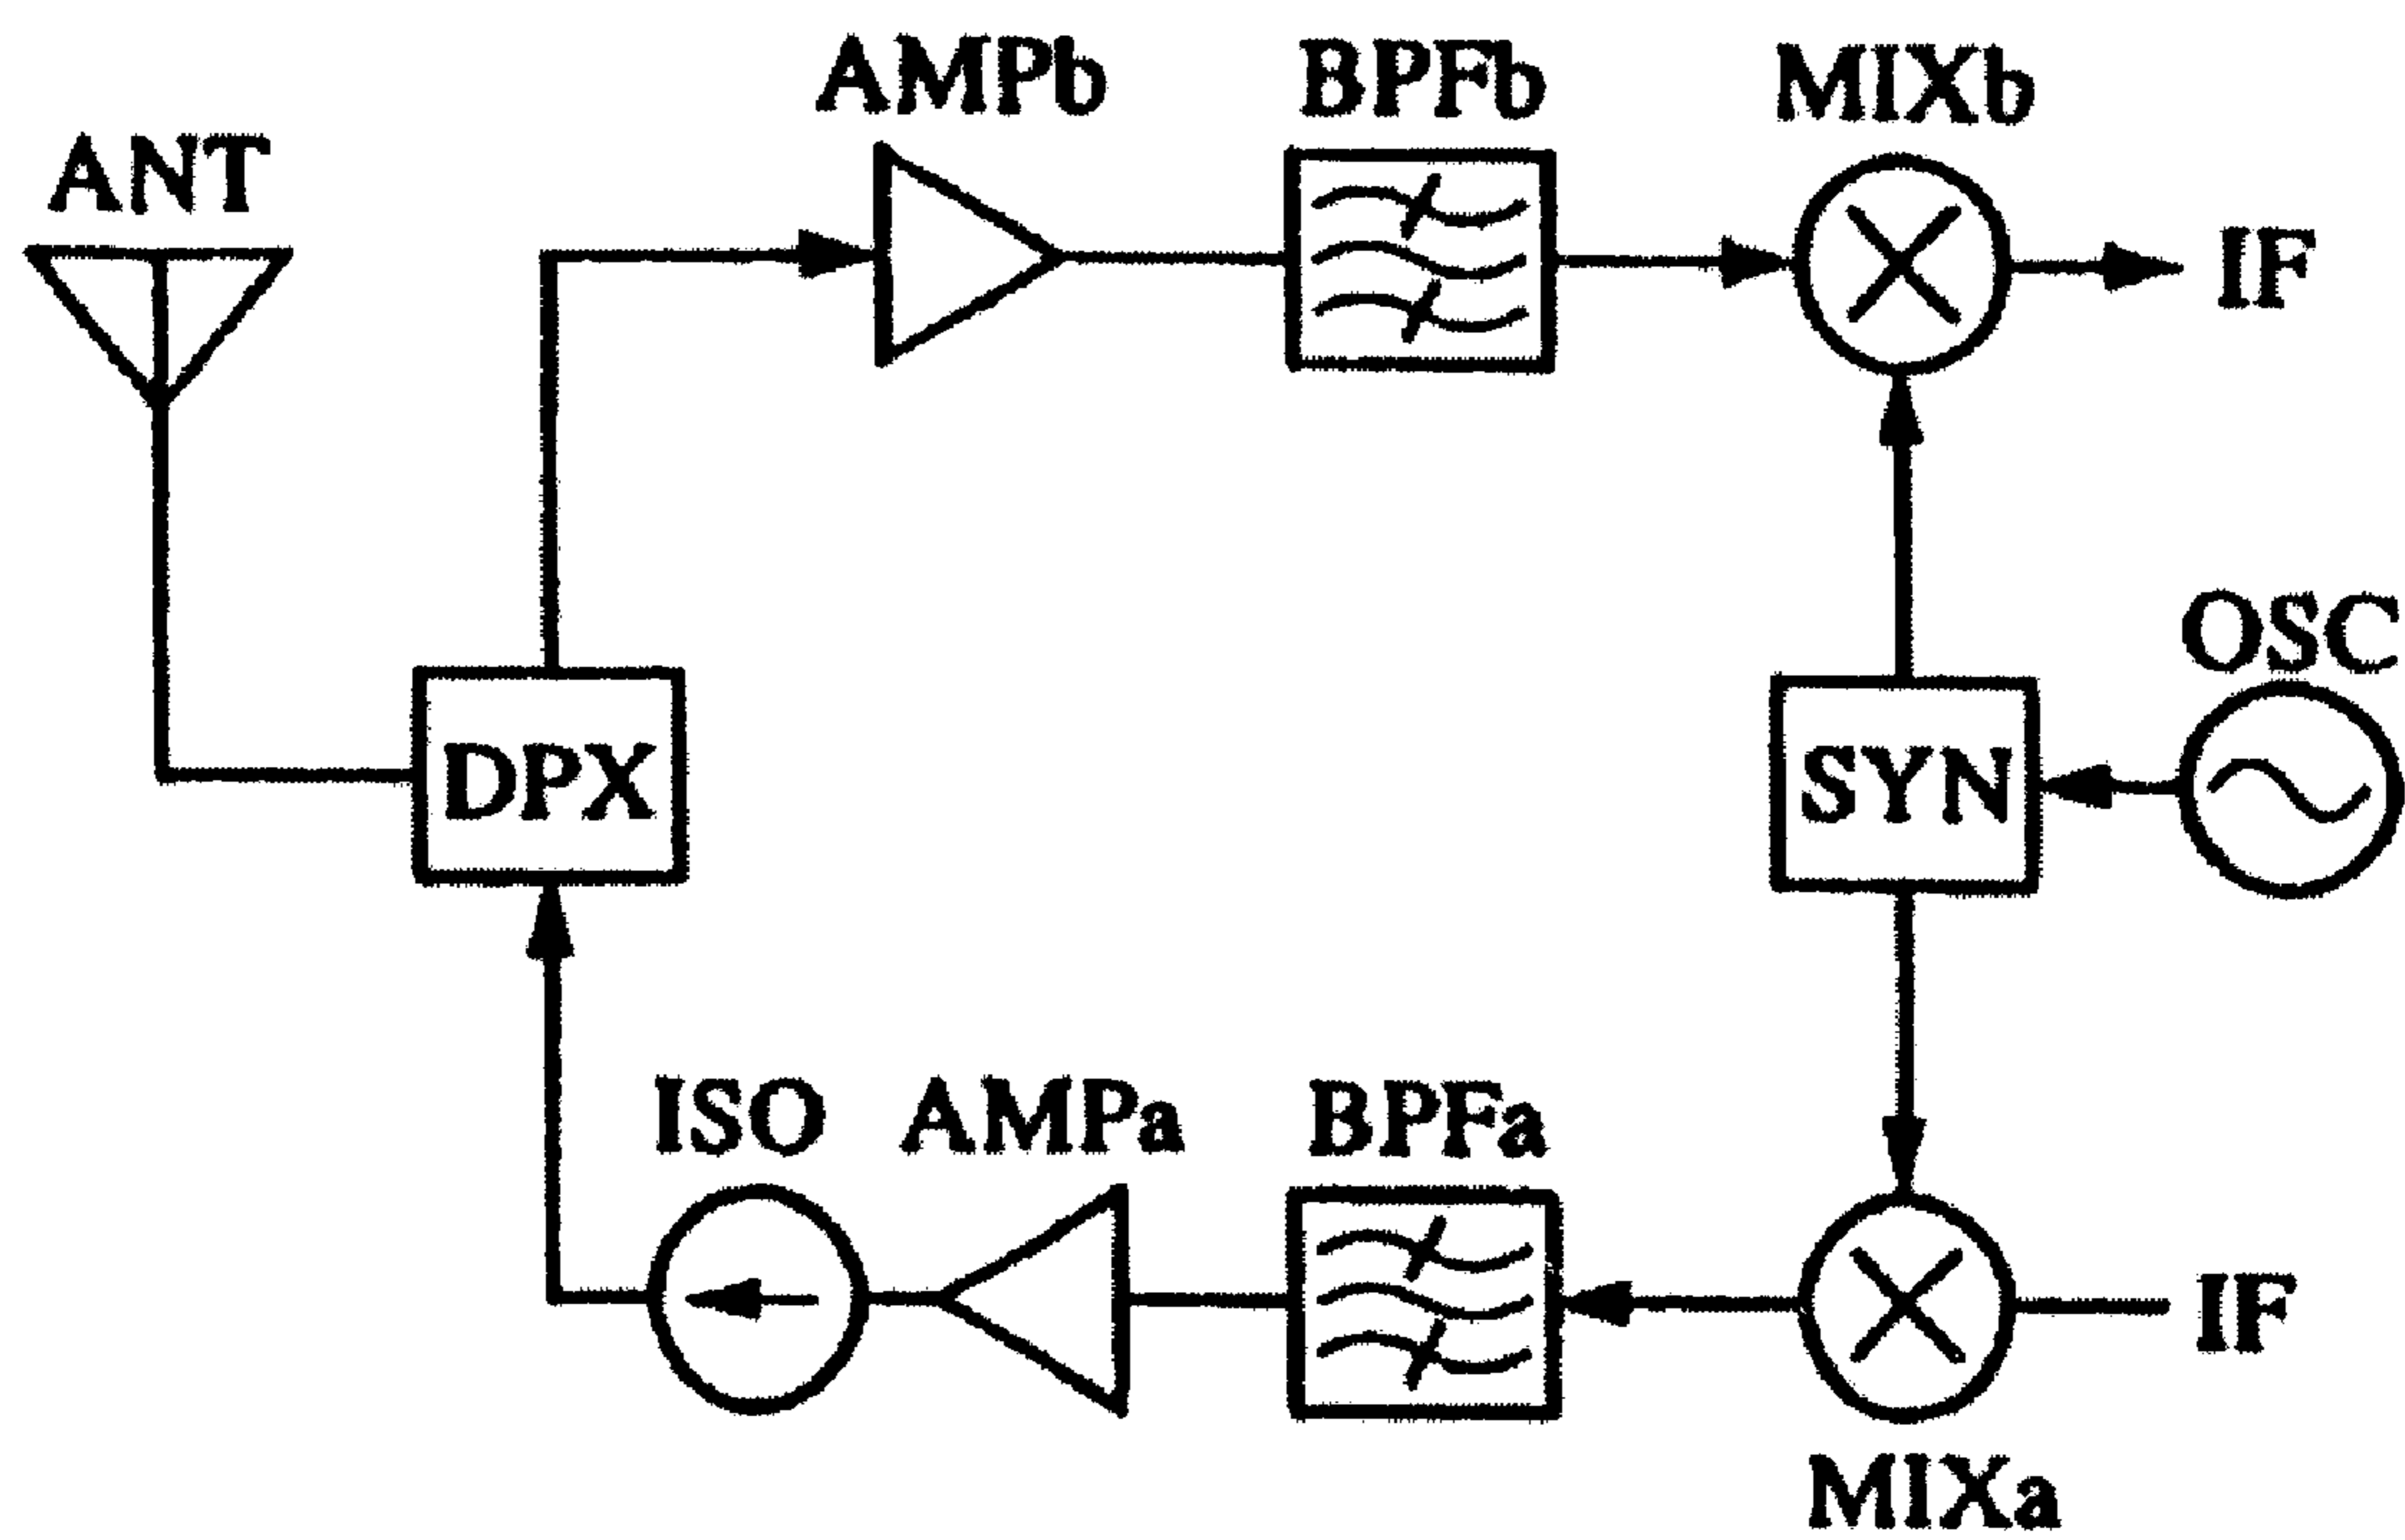 AMPb
BPFb
MIXb
ANT
IF
OSC
DPX
SYN
ISO
AMPa
BPFa
IF
MIXa